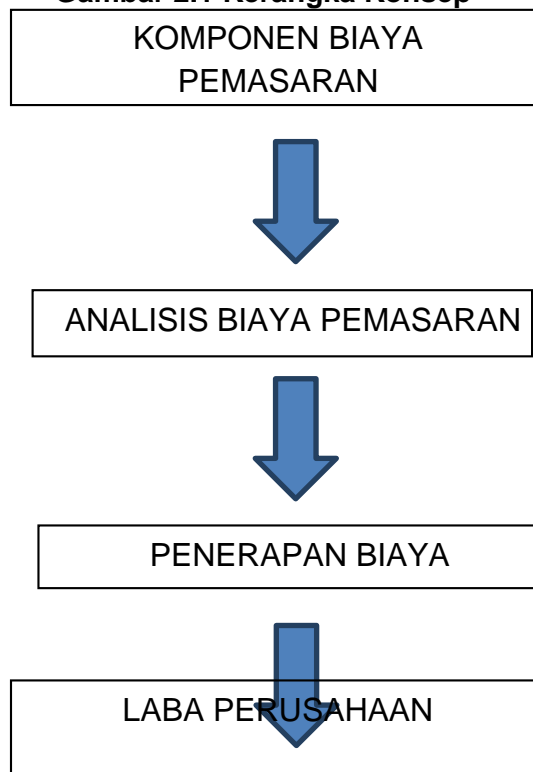 Gambar 2.1 Kerangka Konsep
KOMPONEN BIAYA
PEMASARAN
ANALISIS BIAYA PEMASARAN
PENERAPAN BIAYA
LABA PERUSAHAAN